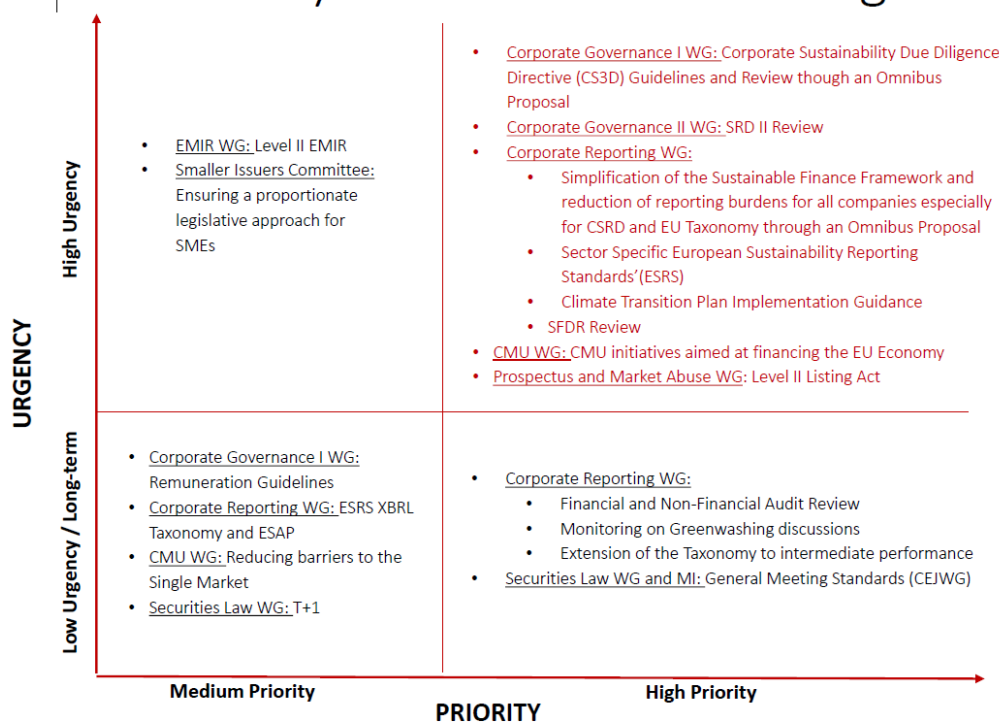 Corporate Governance I WG: Corporate Sustainability Due Diligence
Directive (CS3D) Guidelines and Review though an Omnibus
Proposal
Corporate Governance II WG: SRD II Review
Corporate Reporting WG:
Simplification of the Sustainable Finance Framework and
reduction of reporting burdens for all companies especially
for CSRD and EU Taxonomy through an Omnibus Proposal
Sector Specific European Sustainability Reporting
Standards'(ESRS)
Climate Transition Plan Implementation Guidance
SFDR Review
CMU WG: CMU initiatives aimed at financing the EU Economy
Prospectus and Market Abuse WG: Level II Listing Act
EMIR WG: Level II EMIR
Smaller Issuers Committee:
Ensuring a proportionate
legislative approach for
SMEs
High Urgency
URGENCY
Low Urgency / Long-term
Corporate Governance I WG:
Remuneration Guidelines
Corporate Reporting WG: ESRS XBRL
Taxonomy and ESAP
CMU WG: Reducing barriers to the
Single Market
Securities Law WG: T+1
Corporate Reporting WG:
Financial and Non-Financial Audit Review
Monitoring on Greenwashing discussions
Extension of the Taxonomy to intermediate performance
Securities Law WG and MI: General Meeting Standards (CEJWG)
Medium Priority
High Priority
PRIORITY